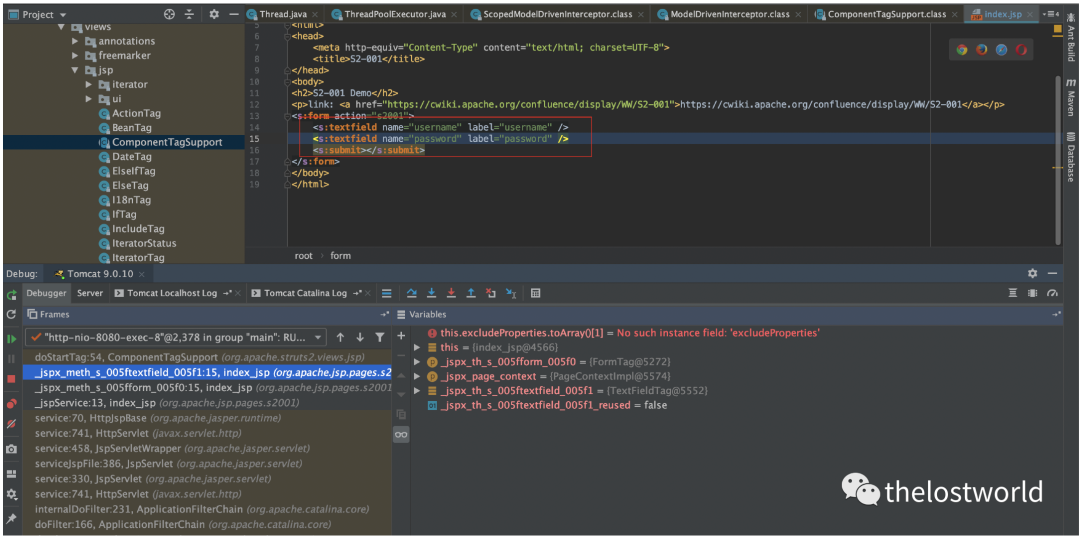 Project
Thread.java
ThreadPoolExecutor.java
ScopedModelDrivenInterceptor.class
ModelDrivenInterceptor.class
ComponentTagSupport.class
index.jsp
views
annotations
freemarker
jsp
iterator
ui
ActionTag
BeanTag
ComponentTagSupport
DateTag
ElseIfTag
ElseTag
I18nTag
IfTag
IncludeTag
IteratorStatus
IteratorTag
5 <html>
6 <head>
7 <meta http-equiv="Content-Type" content="text/html; charset=UTF-8">
8 <title>S2-001</title>
9 </head>
10 <body>
11 <h2>S2-001 Demo</h2>
12 <p>link: <a href="https://cwiki.apache.org/confluence/display/WW/S2-001">https://cwiki.apache.org/confluence/display/WW/S2-001</a></p>
13 <s:form action="s2001">
14 <s:textfield name="username" label="username" />
15 <s:textfield name="password" label="password" />
16 <s:submit></s:submit>
17 </s:form>
18 </body>
19 </html>
root › form
Ant Build
Maven
Database
Debug: Tomcat 9.0.10
Debugger Server Tomcat Localhost Log Tomcat Catalina Log
Frames
"http-nio-8080-exec-8"@2,378 in group "main": RU...
doStartTag:54, ComponentTagSupport (org.apache.struts2.views.jsp)
_jspx_meth_s_005ftextfield_005f1:15, index_jsp (org.apache.jsp.pages.s2
_jspx_meth_s_005fform_005f0:15, index_jsp (org.apache.jsp.pages.s2001
_jspService:13, index_jsp (org.apache.jsp.pages.s2001)
service:70, HttpJspBase (org.apache.jasper.runtime)
service:741, HttpServlet (javax.servlet.http)
service:458, JspServletWrapper (org.apache.jasper.servlet)
serviceJspFile:386, JspServlet (org.apache.jasper.servlet)
service:330, JspServlet (org.apache.jasper.servlet)
service:741, HttpServlet (javax.servlet.http)
internalDoFilter:231, ApplicationFilterChain (org.apache.catalina.core)
doFilter:166, ApplicationFilterChain (org.apache.catalina.core)
Variables
this.excludeProperties.toArray()[1] = No such instance field: 'excludeProperties'
this = {index_jsp@4566}
_jspx_th_s_005fform_005f0 = {FormTag@5272}
_jspx_page_context = {PageContextImpl@5574}
_jspx_th_s_005ftextfield_005f1 = {TextFieldTag@5552}
_jspx_th_s_005ftextfield_005f1_reused = false
thelostworld